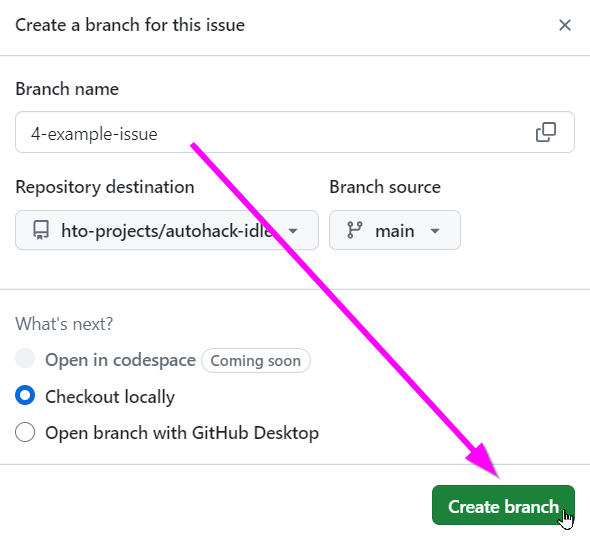 Create a branch for this issue
Branch name
4-example-issue
Repository destination
Branch source
hto-projects/autohack-idle
main
What's next?
Open in codespace Coming soon
Checkout locally
Open branch with GitHub Desktop
Create branch